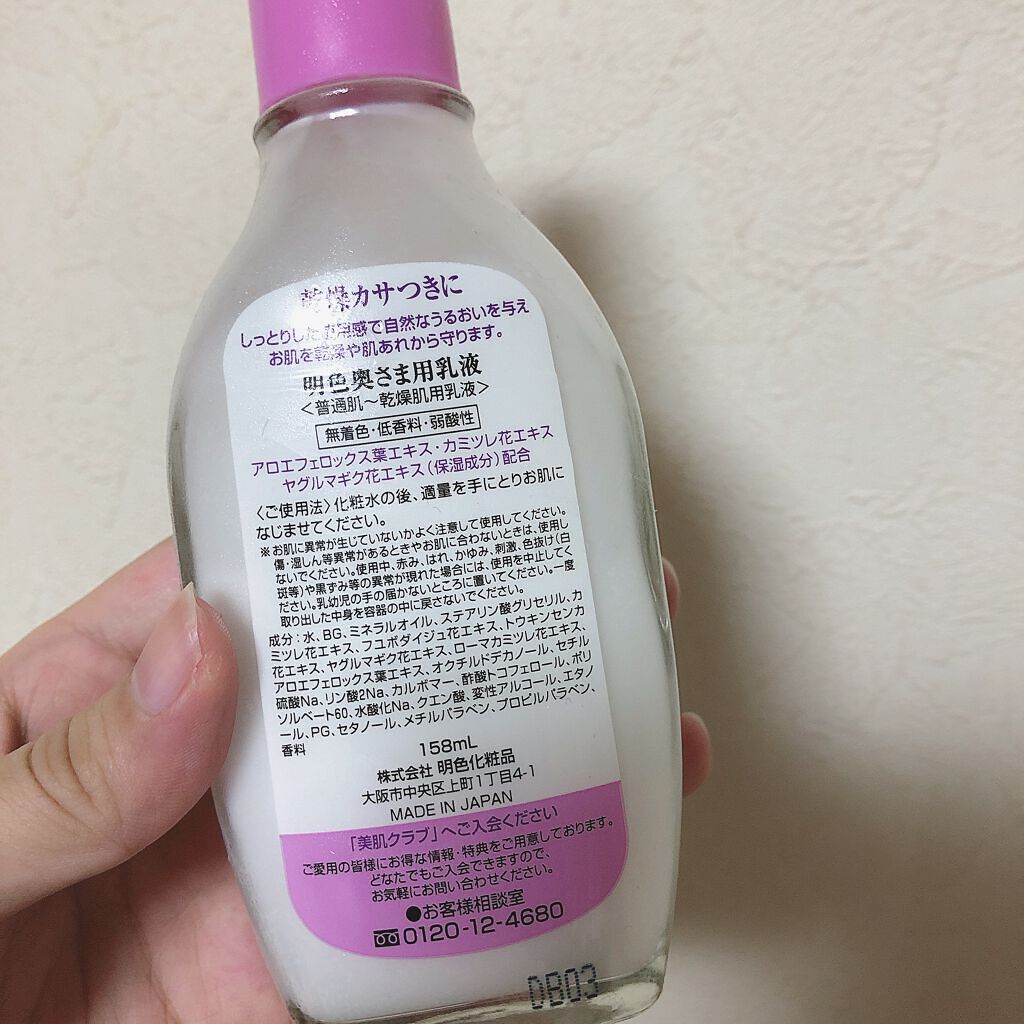 乾燥カサつきに
しっとりした使用感で自然なうるおいを与え
お肌を乾燥や肌あれから守ります。
明色奥さま用乳液
<普通肌~乾燥肌用乳液>
無着色・低香料・弱酸性
アロエフェロックス葉エキス・カミツレ花エキス
ヤグルマギク花エキス(保湿成分)配合
〈ご使用法〉化粧水の後、適量を手にとりお肌に
なじませてください。
※お肌に異常が生じていないかよく注意して使用してください。
傷・湿しん等異常があるときやお肌に合わないときは、使用し
ないでください。使用中、赤み、はれ、かゆみ、刺激、色抜け(白
斑等)や黒ずみ等の異常が現れた場合には、使用を中止してく
ださい。乳幼児の手の届かないところに置いてください。一度
取り出した中身を容器の中に戻さないでください。
成分:水、BG、ミネラルオイル、ステアリン酸グリセリル、カ
ミツレ花エキス、フユボダイジュ花エキス、トウキンセンカ
花エキス、ヤグルマギク花エキス、ローマカミツレ花エキス、
アロエフェロックス葉エキス、オクチルドデカノール、セチル
硫酸Na、リン酸2Na、カルボマー、酢酸トコフェロール、ポリ
ソルベート60、水酸化Na、クエン酸、変性アルコール、エタノ
ール、PG、セタノール、メチルパラベン、プロピルパラベン、
香料
158mL
株式会社 明色化粧品
大阪市中央区上町1丁目4-1
MADE IN JAPAN
「美肌クラブ」へご入会ください
ご愛用の皆様にお得な情報・特典をご用意しております。
どなたでもご入会できますので、
お気軽にお問い合わせください。
●お客様相談室
0120-12-4680
DB03